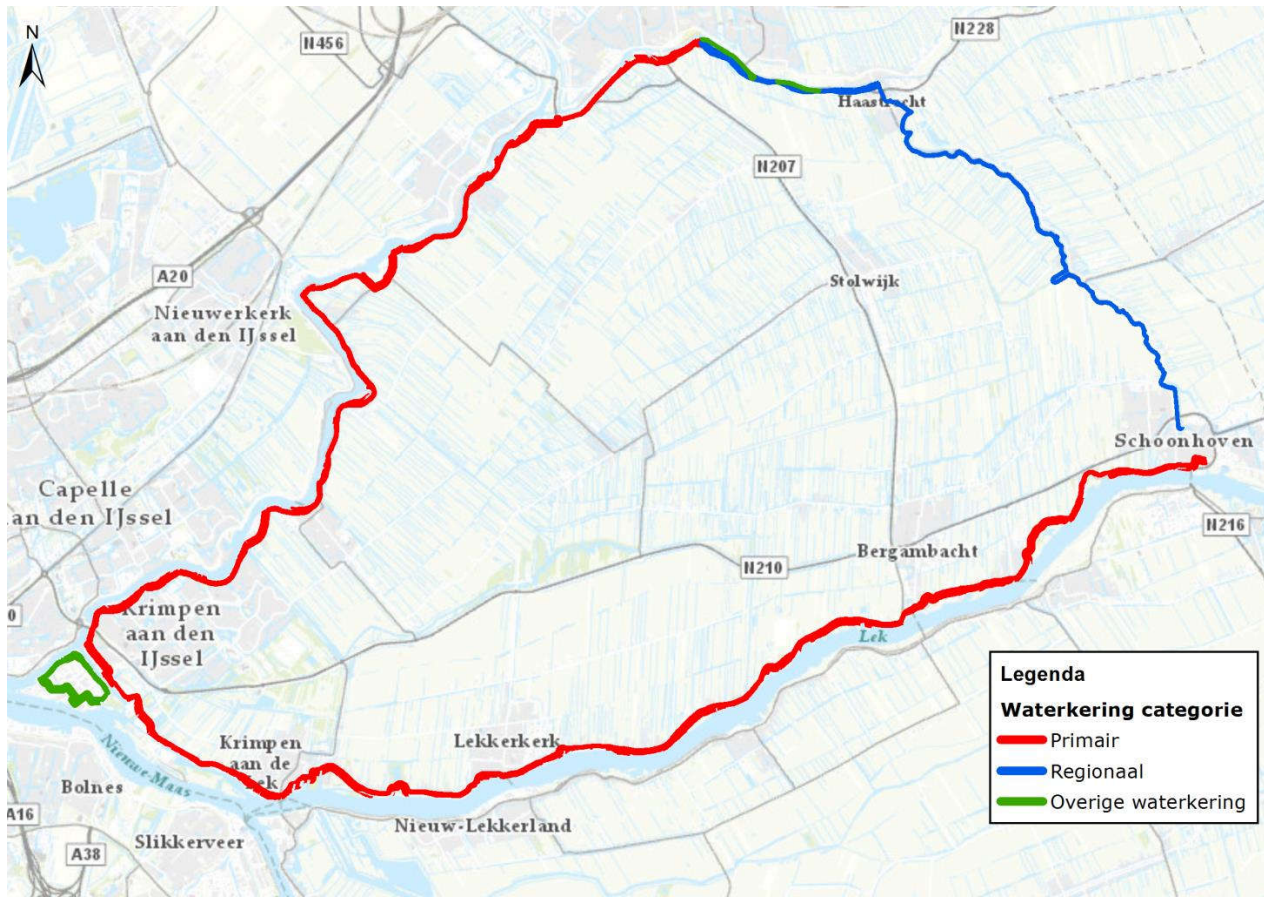 N
N456
N228
Haastrecht
N207
A20
Stolwijk
Nieuwerkerk
aan den IJssel
Schoonhoven
Capelle
an den IJssel
N216
Bergambacht
N210
0
Krimpen
aan den
IJssel
Lek
Legenda
Waterkering categorie
Primair
Regionaal
Overige waterkering
Krimpen
aan de
Lek
Lekkerkerk
Nieuwe-Maas
Bolnes
A16
Nieuw-Lekkerland
Slikkerveer
A38